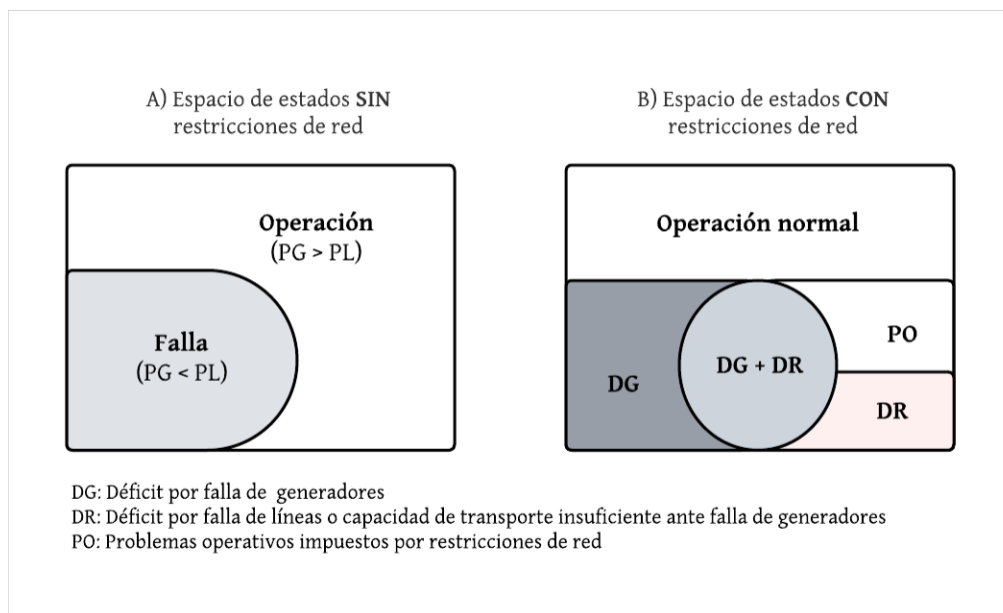 A) Espacio de estados SIN
restricciones de red
Operación
(PG > PL)
Falla
(PG < PL)
B) Espacio de estados CON
restricciones de red
Operación normal
DG
DG + DR
PO
DR
DG: Déficit por falla de generadores
DR: Déficit por falla de líneas o capacidad de transporte insuficiente ante falla de generadores
PO: Problemas operativos impuestos por restricciones de red